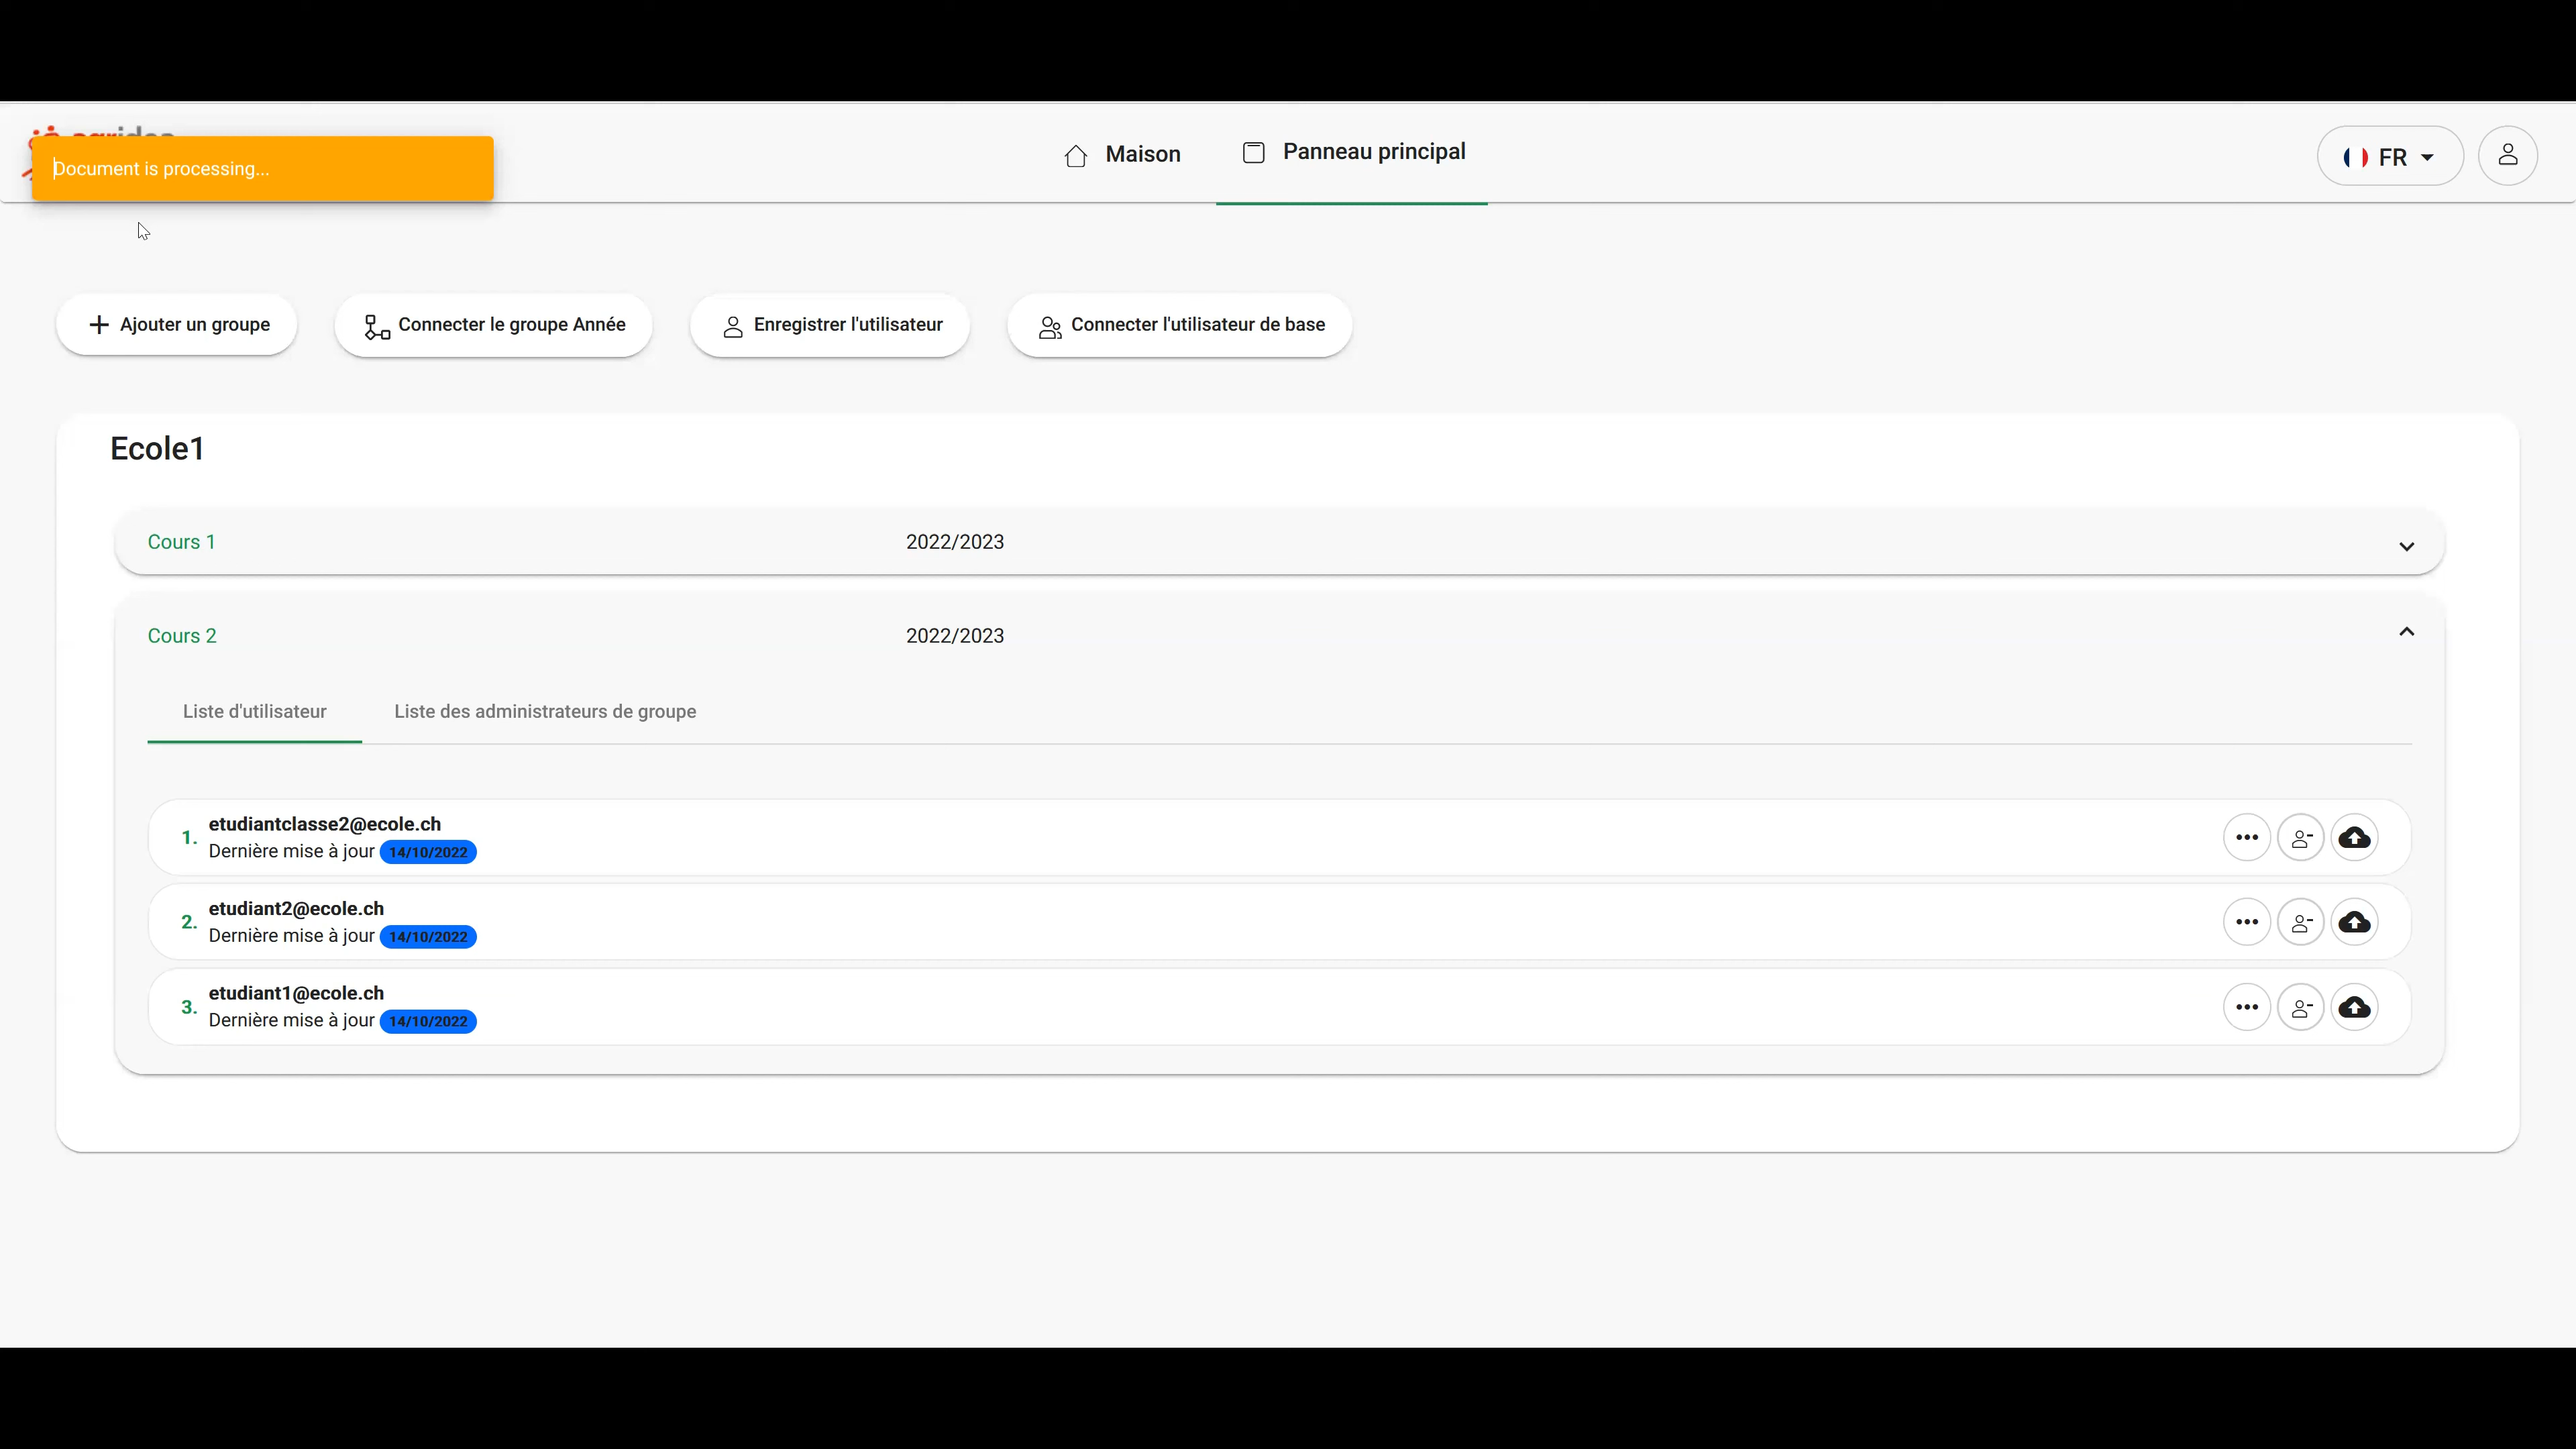 Document is processing...
Maison
Panneau principal
FR
Ajouter un groupe
Connecter le groupe Année
Enregistrer l'utilisateur
Connecter l'utilisateur de base
Ecole1
Cours 1
2022/2023
Cours 2
2022/2023
Liste d'utilisateur
Liste des administrateurs de groupe
1.
etudiantclasse2@ecole.ch
Dernière mise à jour 14/10/2022
2.
etudiant2@ecole.ch
Dernière mise à jour 14/10/2022
3.
etudiant1@ecole.ch
Dernière mise à jour 14/10/2022